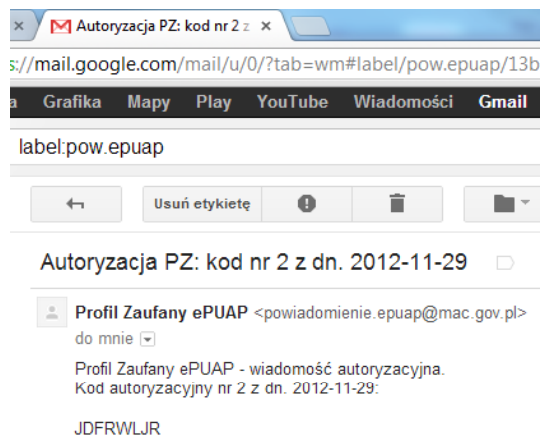 Autoryzacja PZ: kod nr 2 z
s://mail.google.com/mail/u/0/?tab=wm#label/pow.epuap/13b
a Grafika Mapy Play YouTube Wiadomości Gmail
label:pow.epuap
Usuń etykietę
Autoryzacja PZ: kod nr 2 z dn. 2012-11-29
Profil Zaufany ePUAP <powiadomienie.epuap@mac.gov.pl>
do mnie
Profil Zaufany ePUAP - wiadomość autoryzacyjna.
Kod autoryzacyjny nr 2 z dn. 2012-11-29:
JDFRWLJR